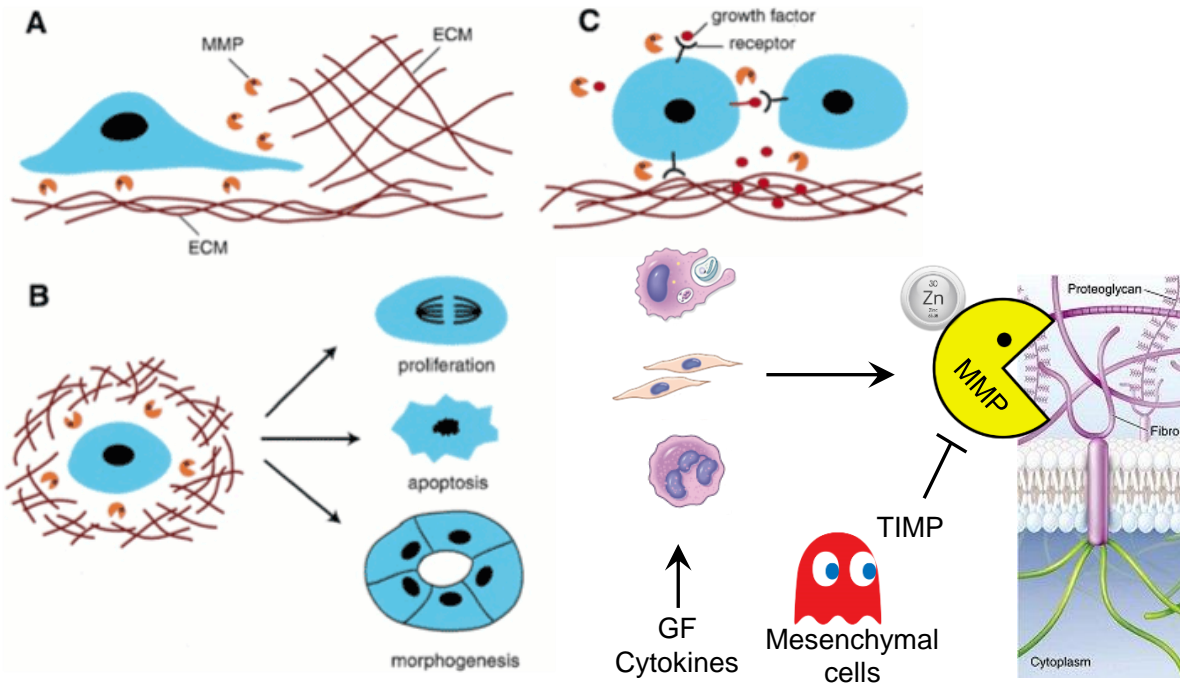 A
MMP
ECM
ECM
B
proliferation
apoptosis
morphogenesis
C
growth factor
receptor
GF
Cytokines
30
Zn
MMP
TIMP
Mesenchymal
cells
Proteoglycan
Fibro
Cytoplasm